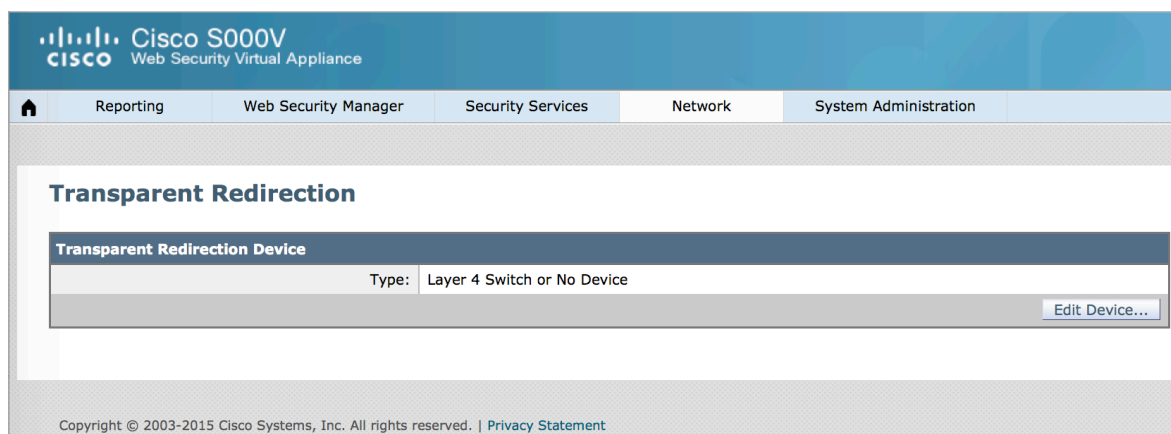 Cisco S000V
CISCO Web Security Virtual Appliance
Reporting Web Security Manager Security Services Network System Administration
Transparent Redirection
Transparent Redirection Device
Type: Layer 4 Switch or No Device
Edit Device...
Copyright © 2003-2015 Cisco Systems, Inc. All rights reserved. | Privacy Statement